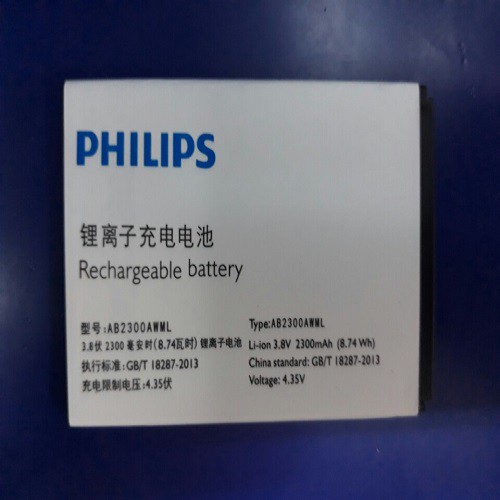 PHILIPS
锂离子充电电池
Rechargeable battery
型号:AB2300AWML
3.8伏 2300 毫安时(8.74瓦时) 锂离子电池
执行标准: GB/T 18287-2013
充电限制电压: 4.35伏
Type:AB2300AWML
Li-ion 3.8V 2300mAh (8.74 Wh)
China standard: GB/T 18287-2013
Voltage: 4.35V